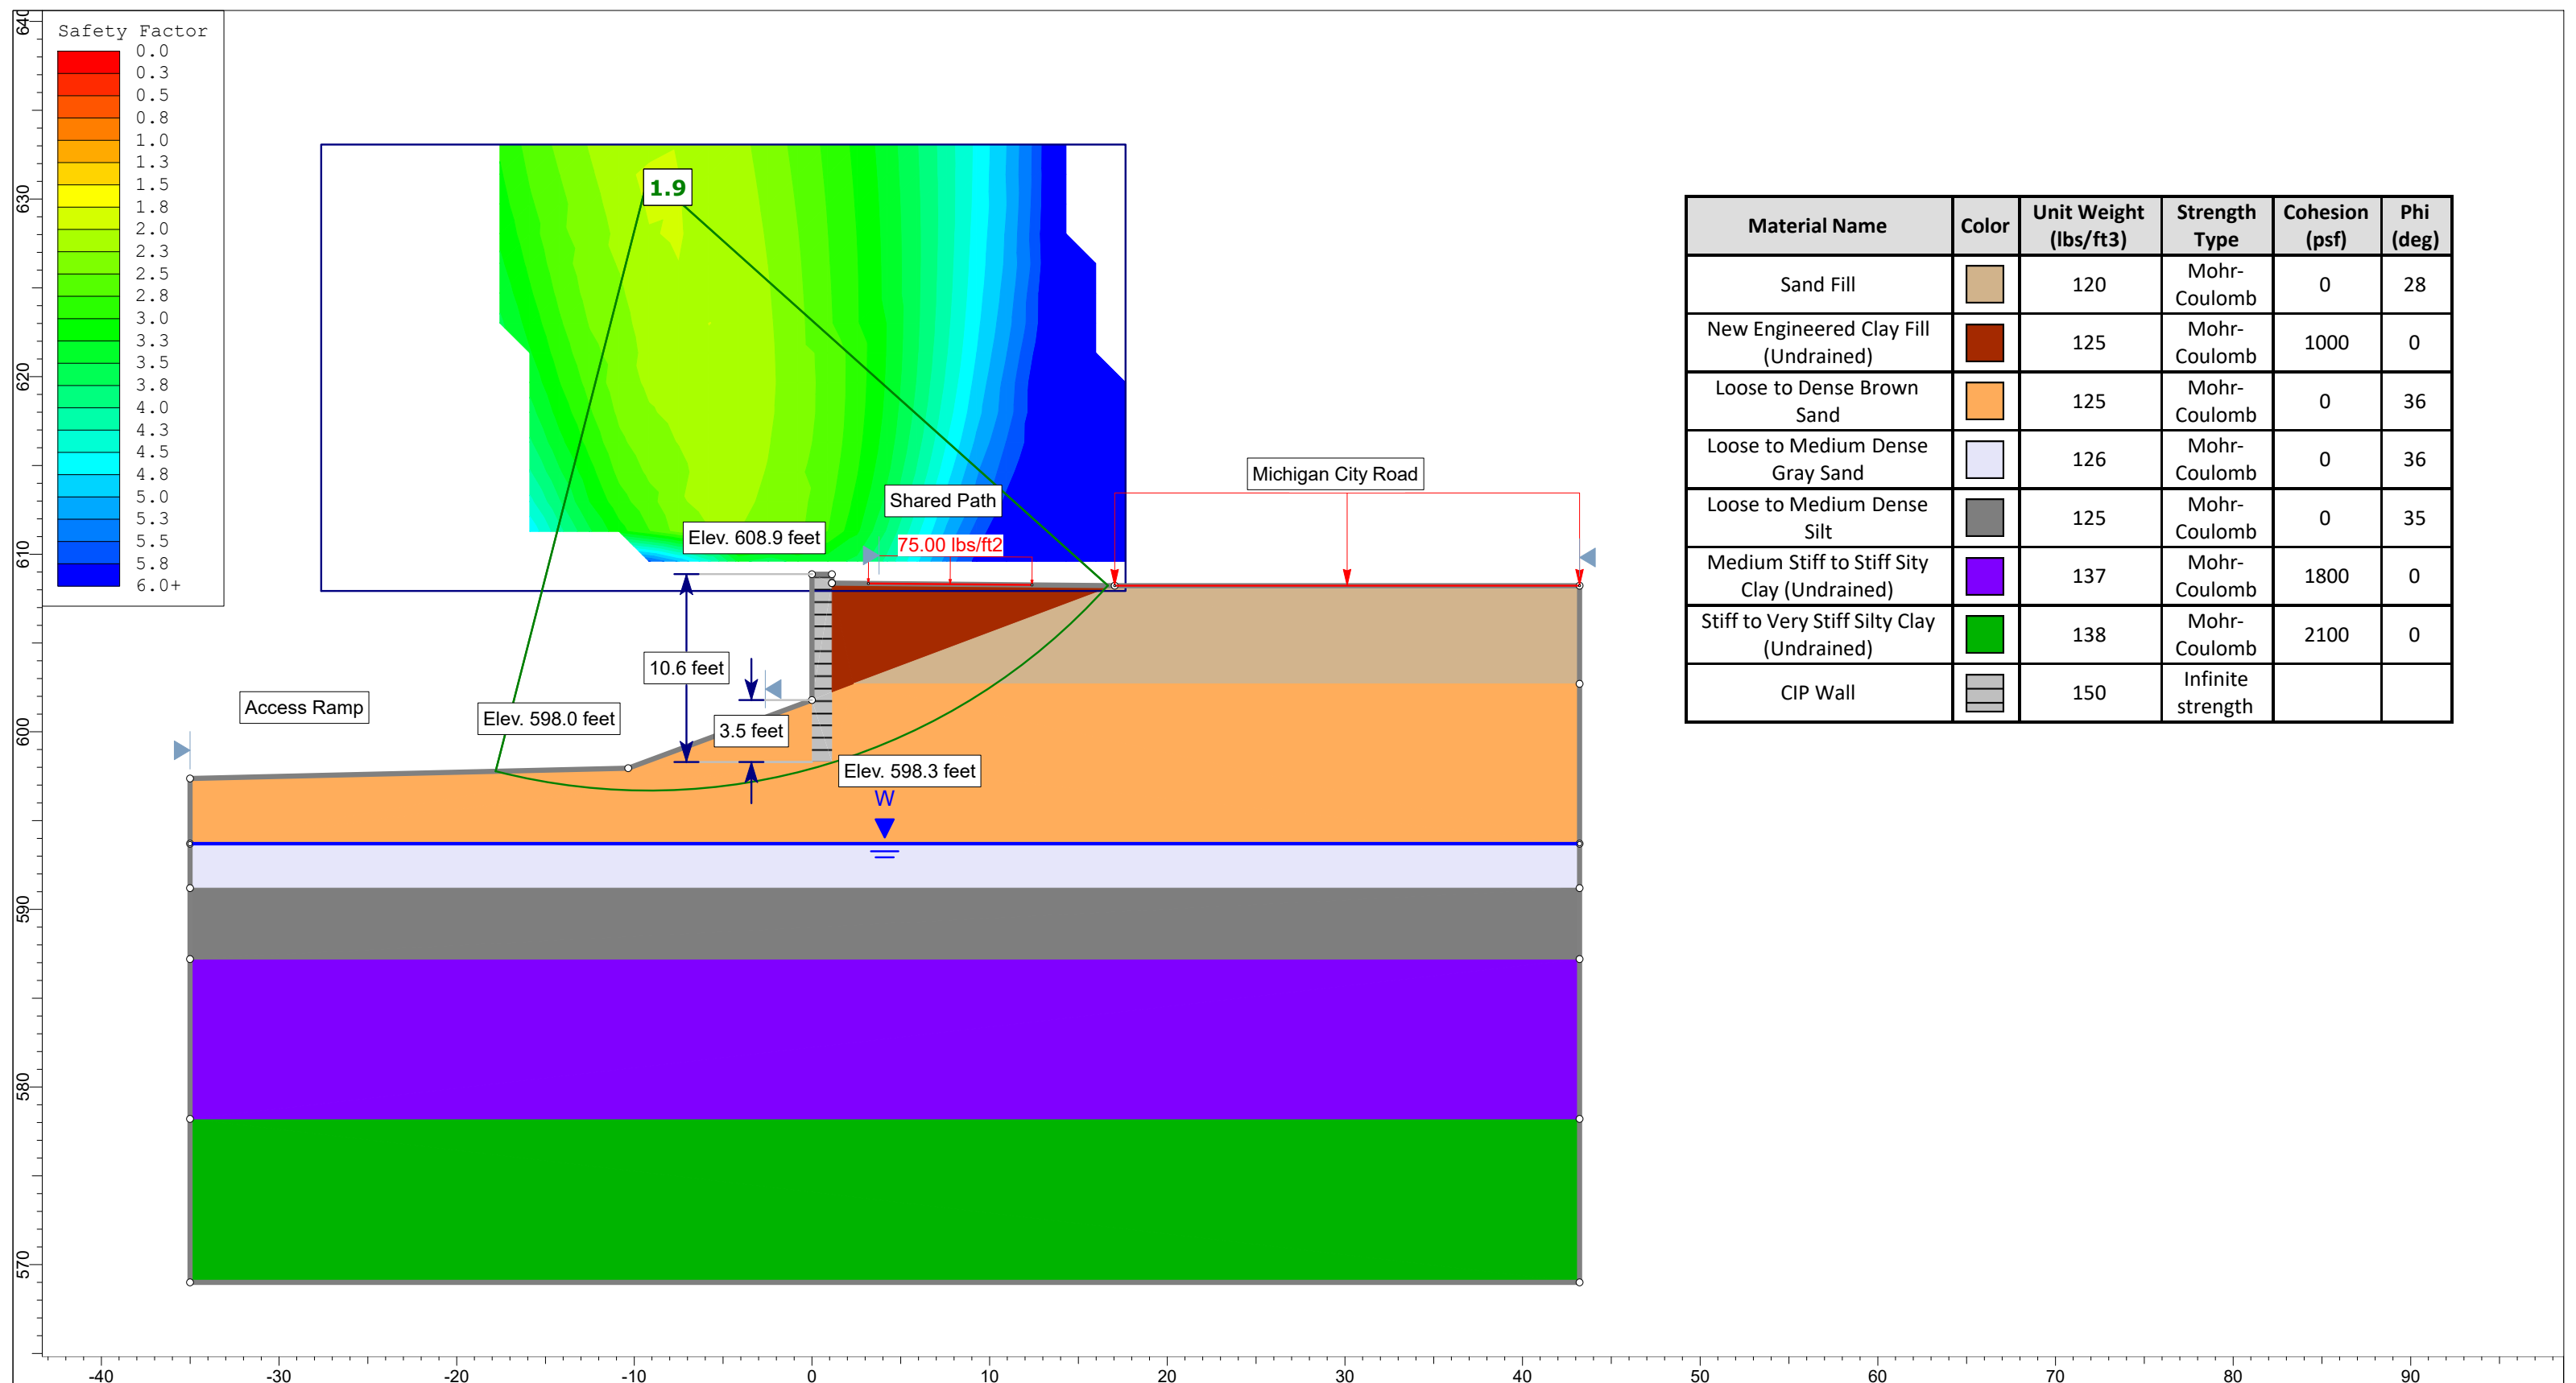 Safety Factor
0.0
0.3
0.5
0.8
1.0
1.3
1.5
1.8
2.0
2.3
2.5
2.8
3.0
3.3
3.5
3.8
4.0
4.3
4.5
4.8
5.0
5.3
5.5
5.8
6.0+
640
630
620
610
600
590
580
570
1.9
Michigan City Road
Shared Path
Elev. 608.9 feet
75.00 lbs/ft2
10.6 feet
Access Ramp
Elev. 598.0 feet
3.5 feet
Elev. 598.3 feet
W
Material Name Color Unit Weight (lbs/ft3) Strength Type Cohesion (psf) Phi (deg)
Sand Fill 120 Mohr-Coulomb 0 28
New Engineered Clay Fill (Undrained) 125 Mohr-Coulomb 1000 0
Loose to Dense Brown Sand 125 Mohr-Coulomb 0 36
Loose to Medium Dense Gray Sand 126 Mohr-Coulomb 0 36
Loose to Medium Dense Silt 125 Mohr-Coulomb 0 35
Medium Stiff to Stiff Sity Clay (Undrained) 137 Mohr-Coulomb 1800 0
Stiff to Very Stiff Silty Clay (Undrained) 138 Mohr-Coulomb 2100 0
CIP Wall 150 Infinite strength
-40 -30 -20 -10 0 10 20 30 40 50 60 70 80 90